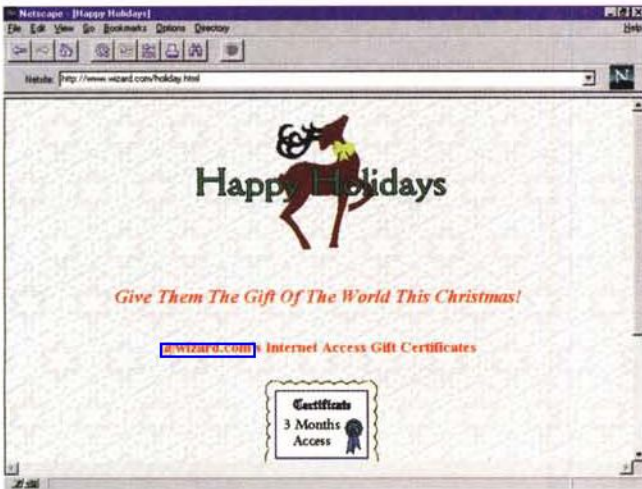 Netscape - [Happy Holidays]
File Edit View Go Bookmarks Options Directory Help
Netsite: http://www.wizard.com/holiday.html
N
Happy Holidays
Give Them The Gift Of The World This Christmas!
@wizard.com's Internet Access Gift Certificates
Certificate
3 Months
Access